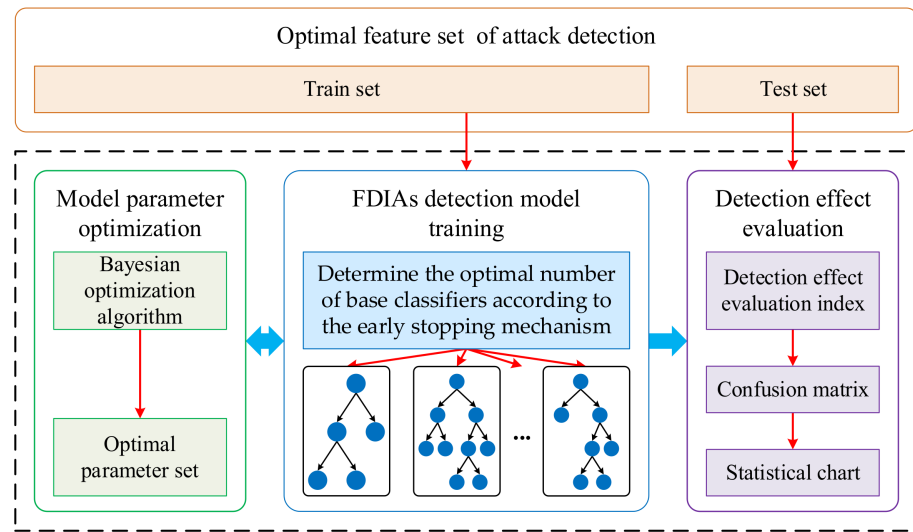 Optimal feature set of attack detection
Train set
Test set
Model parameter
optimization
Bayesian
optimization
algorithm
Optimal
parameter set
FDIAs detection model
training
Determine the optimal number
of base classifiers according to
the early stopping mechanism
...
Detection effect
evaluation
Detection effect
evaluation index
Confusion matrix
Statistical chart